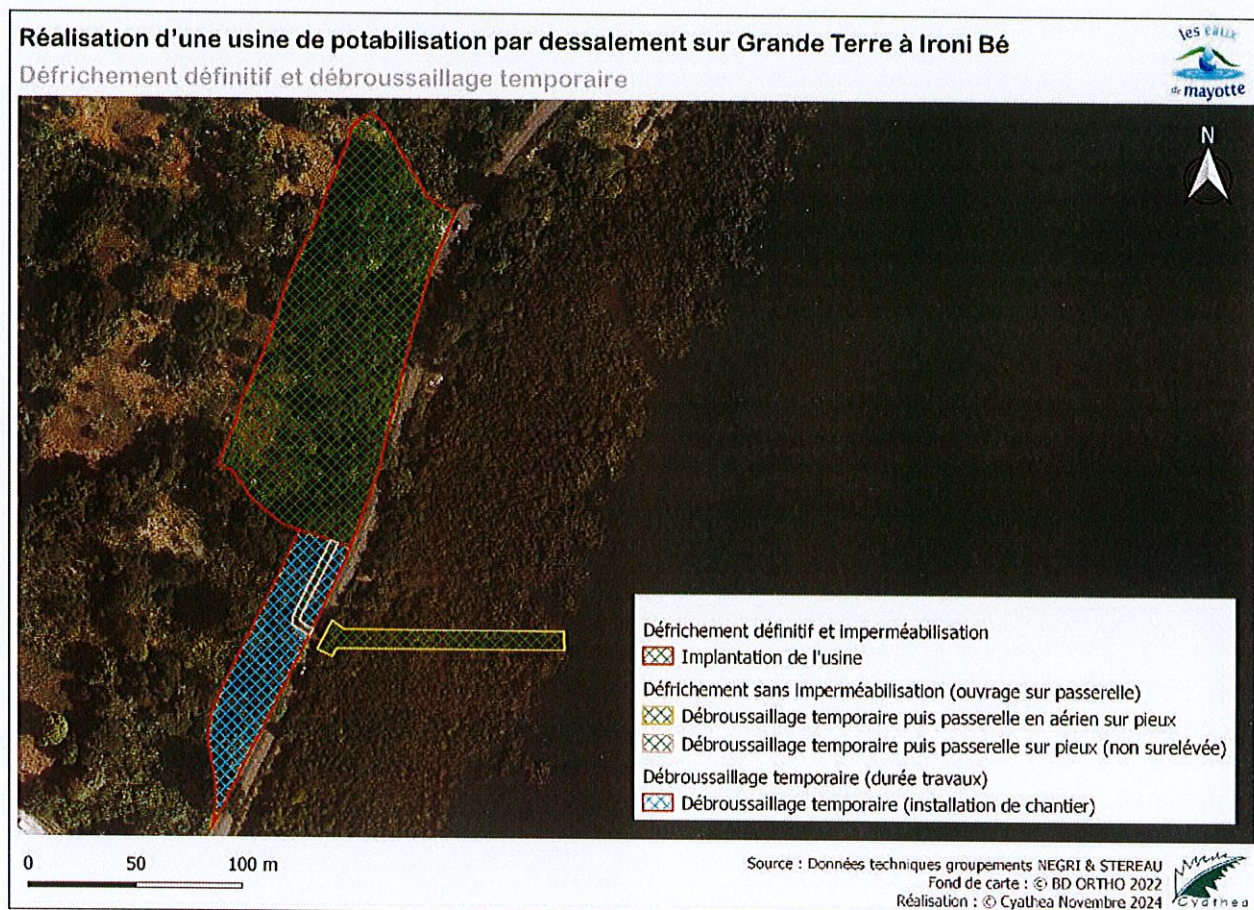 Réalisation d'une usine de potabilisation par dessalement sur Grande Terre à Ironi Bé
Défrichement définitif et débroussaillage temporaire
les eaux
de mayotte
N
Défrichement définitif et imperméabilisation
Implantation de l'usine
Défrichement sans imperméabilisation (ouvrage sur passerelle)
Débroussaillage temporaire puis passerelle en aérien sur pieux
Débroussaillage temporaire puis passerelle sur pieux (non surelévée)
Débroussaillage temporaire (durée travaux)
Débroussaillage temporaire (installation de chantier)
0 50 100 m
Source : Données techniques groupements NEGRI & STEREAU
Fond de carte : © BD ORTHO 2022
Réalisation : © Cyathea Novembre 2024
Cyathea